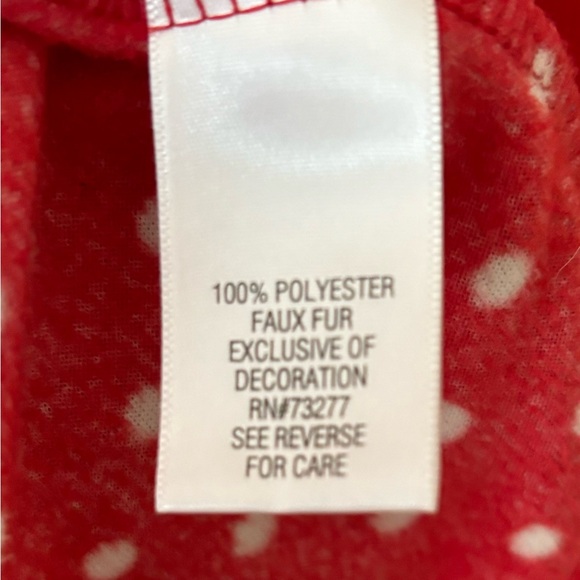 100% POLYESTER
FAUX FUR
EXCLUSIVE OF
DECORATION
RN#73277
SEE REVERSE
FOR CARE